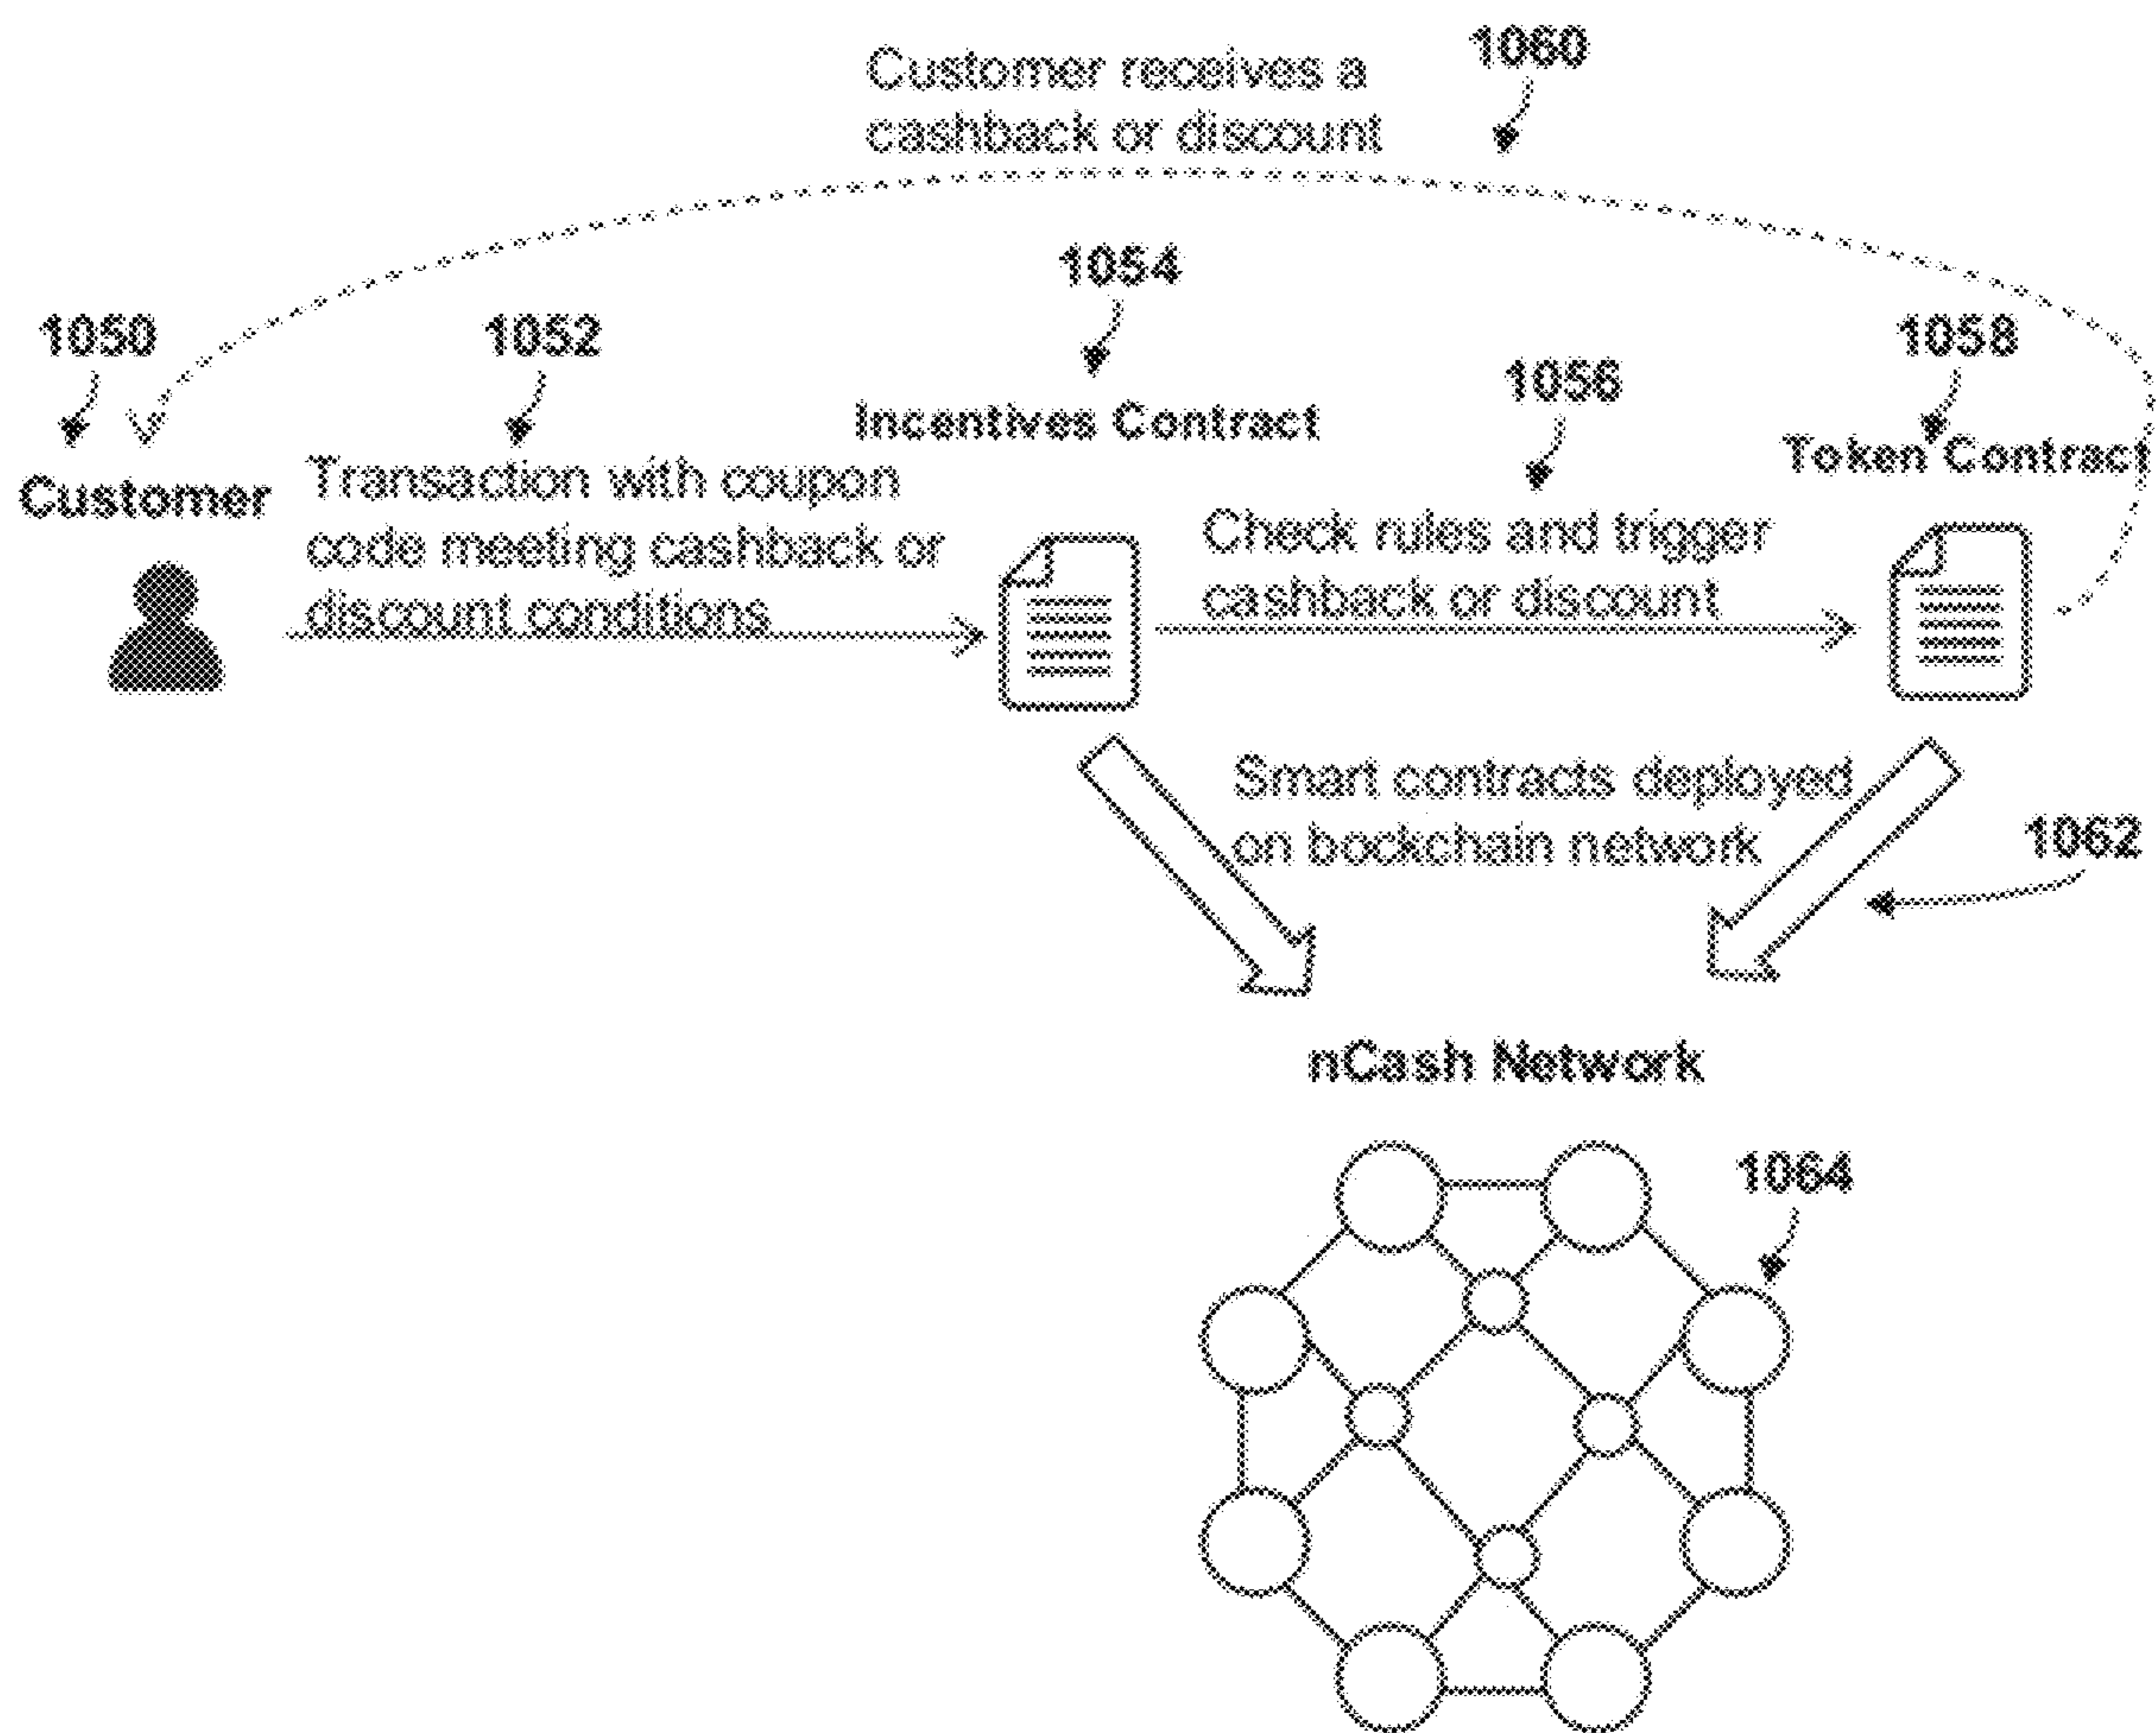 1060
Customer receives a
cashback or discount
1054
1050
1052
1056
1058
Incentives Contract
Token Contract
Customer
Transaction with coupon
code meeting cashback or
discount conditions
Check rules and trigger
cashback or discount
Smart contracts deployed
on bockchain network
1062
nCash Network
1064